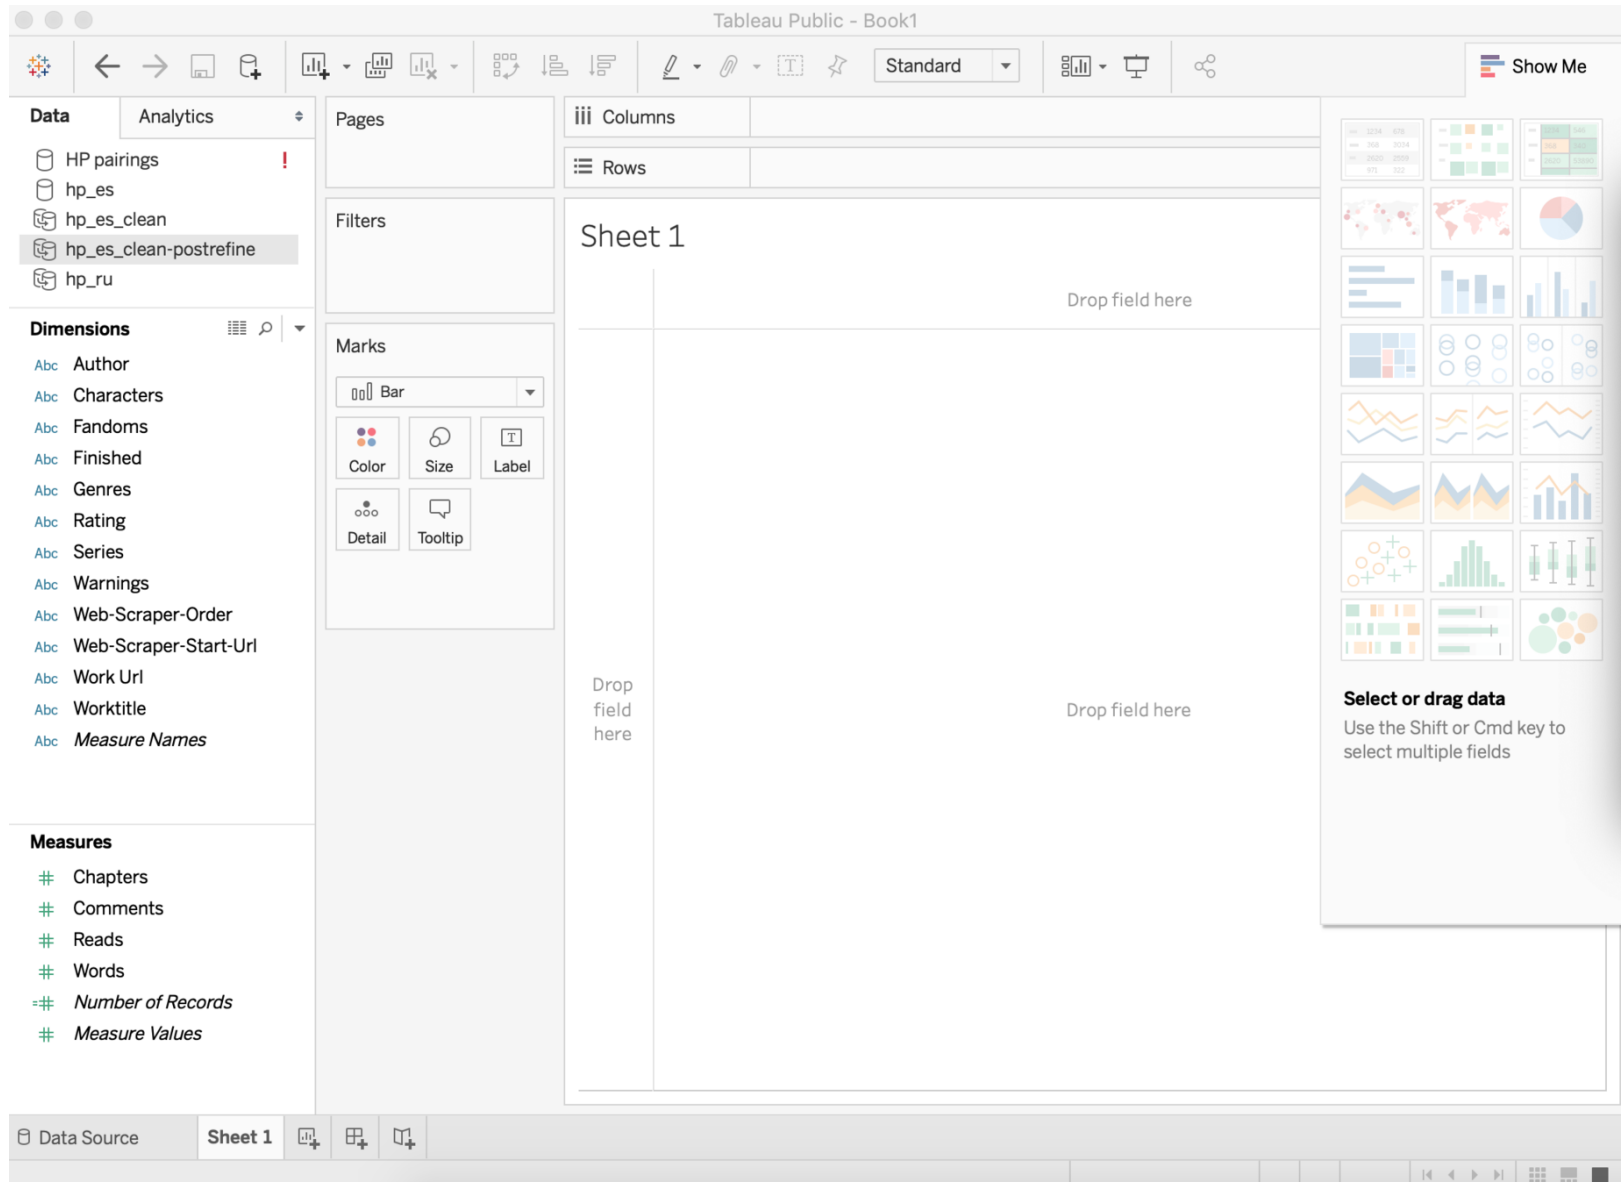 Tableau Public - Book1
Standard
Show Me
Data
Analytics
HP pairings !
hp_es
hp_es_clean
hp_es_clean-postrefine
hp_ru
Dimensions
Abc Author
Abc Characters
Abc Fandoms
Abc Finished
Abc Genres
Abc Rating
Abc Series
Abc Warnings
Abc Web-Scraper-Order
Abc Web-Scraper-Start-Url
Abc Work Url
Abc Worktitle
Abc Measure Names
Measures
# Chapters
# Comments
# Reads
# Words
=# Number of Records
# Measure Values
Pages
Filters
Marks
Bar
Color
Size
T
Label
Detail
Tooltip
Columns
Rows
Sheet 1
Drop field here
Drop
field
here
Drop field here
Select or drag data
Use the Shift or Cmd key to
select multiple fields
Data Source
Sheet 1